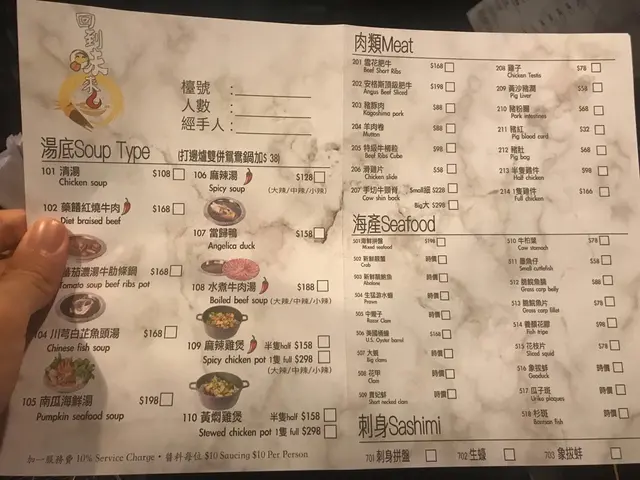 回到未來
檯號 :
人數 :
經手人 :
湯底Soup Type (打邊爐雙併鴛鴦鍋加$ 38)
101 清湯 $108
Chicken soup
102 藥膳紅燒牛肉 $168
Diet braised beef
蕃茄濃湯牛肋條鍋 $168
Tomato soup beef ribs pot
104 川芎白芷魚頭湯 $168
Chinese fish soup
105 南瓜海鮮湯 $198
Pumpkin seafood soup
106 麻辣湯 $128
Spicy soup (大辣/中辣/小辣)
107 當歸鴨 $158
Angelica duck
108 水煮牛肉湯 $188
Boiled beef soup (大辣/中辣/小辣)
109 麻辣雞煲 半隻half $158
Spicy chicken pot 1隻 full $298
(大辣/中辣/小辣)
110 黃燜雞煲 半隻half $158
Stewed chicken pot 1隻 full $298
加一服務費 10% Service Charge • 醬料每位 $10 Saucing $10 Per Person
肉類Meat
201 雪花肥牛 $168
Beef Short Ribs
202 安格斯頂級肥牛 $198
Angus Beef Sliced
203 豬豚肉 $88
Kagoshima pork
204 羊肉卷 $88
Mutton
205 特級牛柳粒 $98
Beef Ribs Cube
206 滑雞片 $58
Chicken slide
207 手切牛頸脊 Small細 $228
Cow shin back
Big大 $298
208 雞子 $78
Chicken Testis
209 黃沙豬潤 $58
Pig Liver
210 豬粉腸 $68
Pork intestines
211 豬紅 $32
Pig blood curd
212 豬肚 $68
Pig bag
213 半隻雞件 $98
Half chicken
214 1隻雞件 $166
Full chicken
海產Seafood
501 海鮮拼盤 $198
Mixed seafood
502 新鮮蟹 時價
Crab
503 新鮮鮑魚 時價
Abalone
504 生猛游水蝦 時價
Prawn
505 中蟶子 時價
Razor Clam
506 美國桶蠔 $168
U.S. Oyster barrel
507 大蜆 時價
Big clams
508 花甲 時價
Clam
509 貴妃蚌 時價
Short necked clam
510 牛柏葉 $78
Cow stomach
511 墨魚仔 $58
Small cuttlefish
512 脆鯇魚腩 $88
Grass carp belly
513 脆鯇魚片 $78
Grass carp fillet
514 養顏花膠 $98
Fish tripe
515 花枝片 $78
Sliced squid
516 象拔蚌 時價
Geoduck
517 瓜子斑 時價
Urika plaques
518 杉斑 時價
刺身Sashimi
701 刺身拼盤 702 生蠔 703 象拔蚌